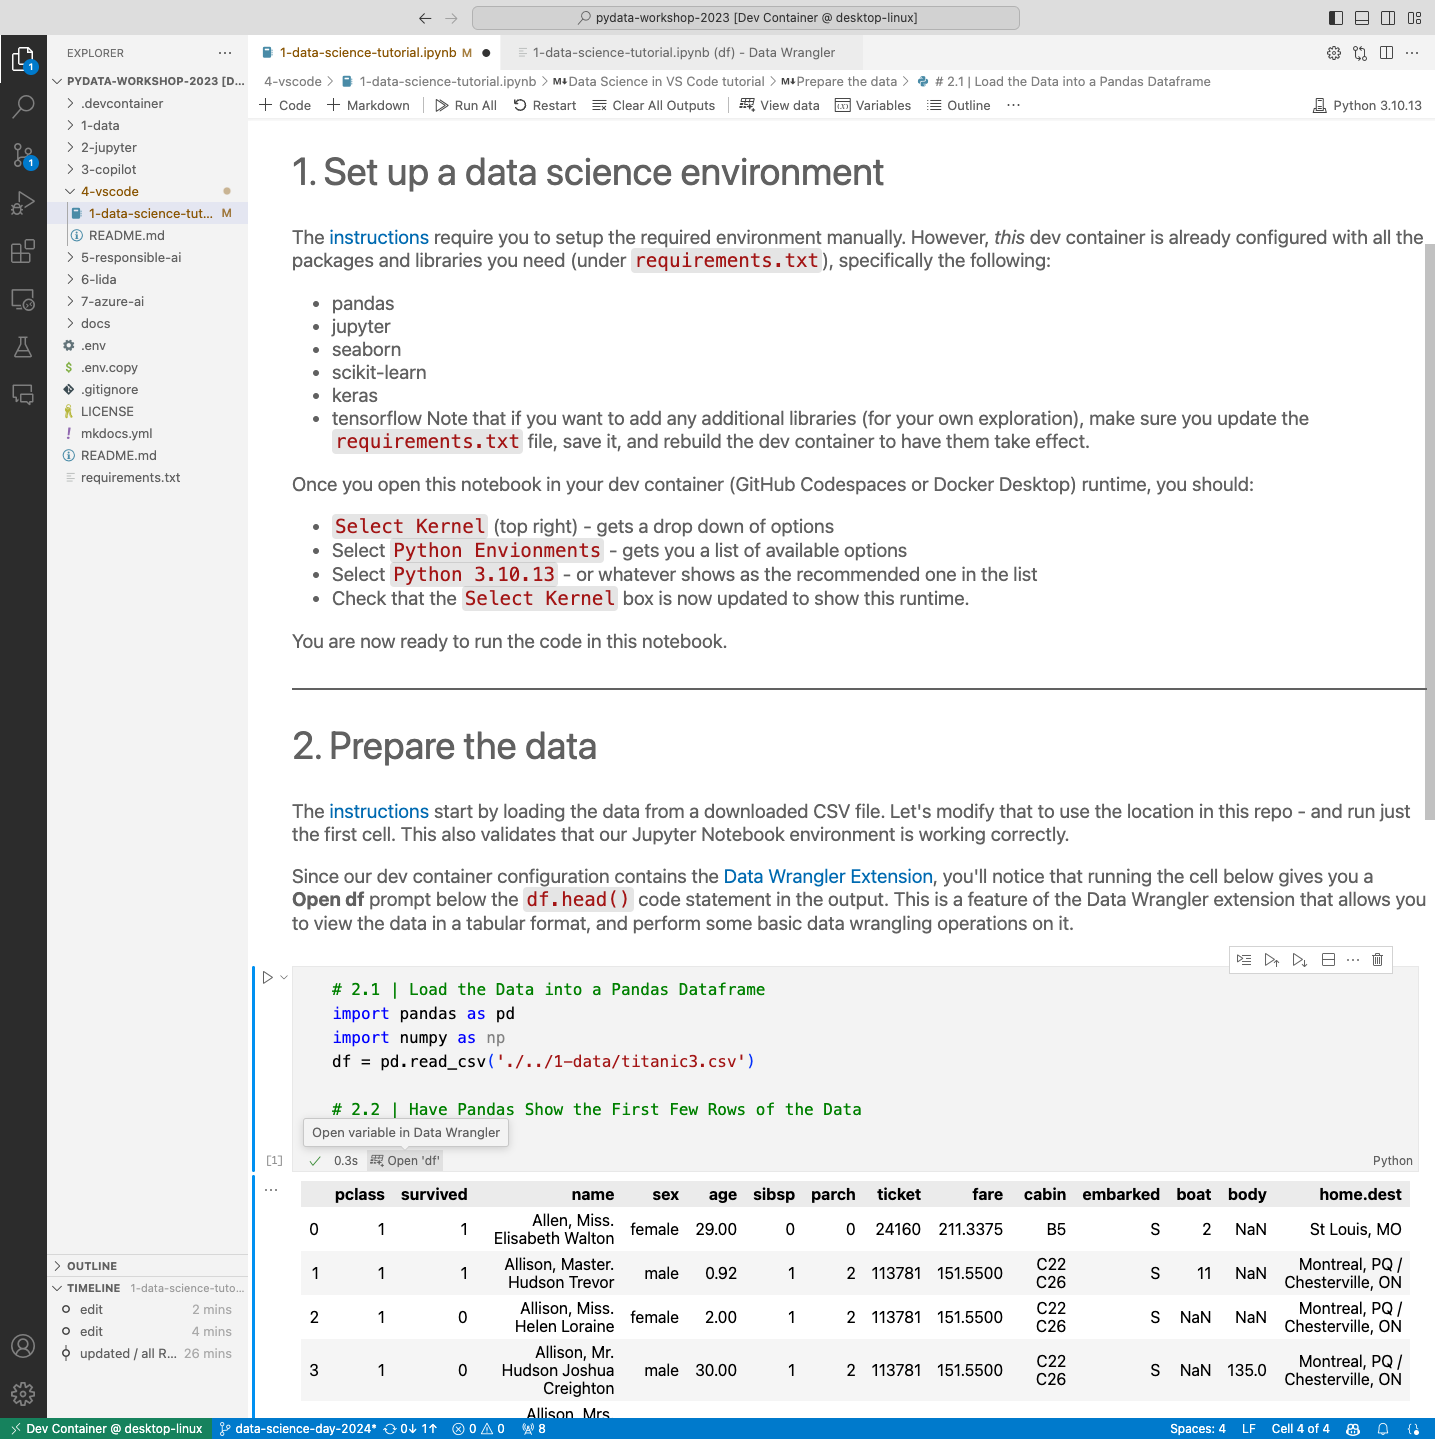 pydata-workshop-2023 [Dev Container @ desktop-linux]
EXPLORER
PYDATA-WORKSHOP-2023 [D...
.devcontainer
1-data
2-jupyter
3-copilot
4-vscode
1-data-science-tut... M
README.md
5-responsible-ai
6-lida
7-azure-ai
docs
.env
.env.copy
.gitignore
LICENSE
mkdocs.yml
README.md
requirements.txt
OUTLINE
TIMELINE 1-data-science-tuto...
edit 2 mins
edit 4 mins
updated / all R... 26 mins
1
1
1-data-science-tutorial.ipynb M
1-data-science-tutorial.ipynb (df) - Data Wrangler
4-vscode > 1-data-science-tutorial.ipynb > M↓Data Science in VS Code tutorial > M↓Prepare the data > # 2.1 | Load the Data into a Pandas Dataframe
Code Markdown Run All Restart Clear All Outputs View data Variables Outline ... Python 3.10.13
1. Set up a data science environment
The instructions require you to setup the required environment manually. However, this dev container is already configured with all the
packages and libraries you need (under requirements.txt), specifically the following:
• pandas
• jupyter
• seaborn
• scikit-learn
• keras
• tensorflow Note that if you want to add any additional libraries (for your own exploration), make sure you update the
requirements.txt file, save it, and rebuild the dev container to have them take effect.
Once you open this notebook in your dev container (GitHub Codespaces or Docker Desktop) runtime, you should:
• Select Kernel (top right) - gets a drop down of options
• Select Python Envionments - gets you a list of available options
• Select Python 3.10.13 - or whatever shows as the recommended one in the list
• Check that the Select Kernel box is now updated to show this runtime.
You are now ready to run the code in this notebook.
2. Prepare the data
The instructions start by loading the data from a downloaded CSV file. Let's modify that to use the location in this repo - and run just
the first cell. This also validates that our Jupyter Notebook environment is working correctly.
Since our dev container configuration contains the Data Wrangler Extension, you'll notice that running the cell below gives you a
Open df prompt below the df.head() code statement in the output. This is a feature of the Data Wrangler extension that allows you
to view the data in a tabular format, and perform some basic data wrangling operations on it.
# 2.1 | Load the Data into a Pandas Dataframe
import pandas as pd
import numpy as np
df = pd.read_csv('./../1-data/titanic3.csv')
# 2.2 | Have Pandas Show the First Few Rows of the Data
Open variable in Data Wrangler
[1] 0.3s Open 'df' Python
pclass survived name sex age sibsp parch ticket fare cabin embarked boat body home.dest
0 1 1 Allen, Miss. Elisabeth Walton female 29.00 0 0 24160 211.3375 B5 S 2 NaN St Louis, MO
1 1 1 Allison, Master. Hudson Trevor male 0.92 1 2 113781 151.5500 C22 C26 S 11 NaN Montreal, PQ / Chesterville, ON
2 1 0 Allison, Miss. Helen Loraine female 2.00 1 2 113781 151.5500 C22 C26 S NaN NaN Montreal, PQ / Chesterville, ON
3 1 0 Allison, Mr. Hudson Joshua Creighton male 30.00 1 2 113781 151.5500 C22 C26 S NaN 135.0 Montreal, PQ / Chesterville, ON
Allison, Mrs.
Dev Container @ desktop-linux data-science-day-2024* 0↓ 1↑ 0 0 8 Spaces: 4 LF Cell 4 of 4